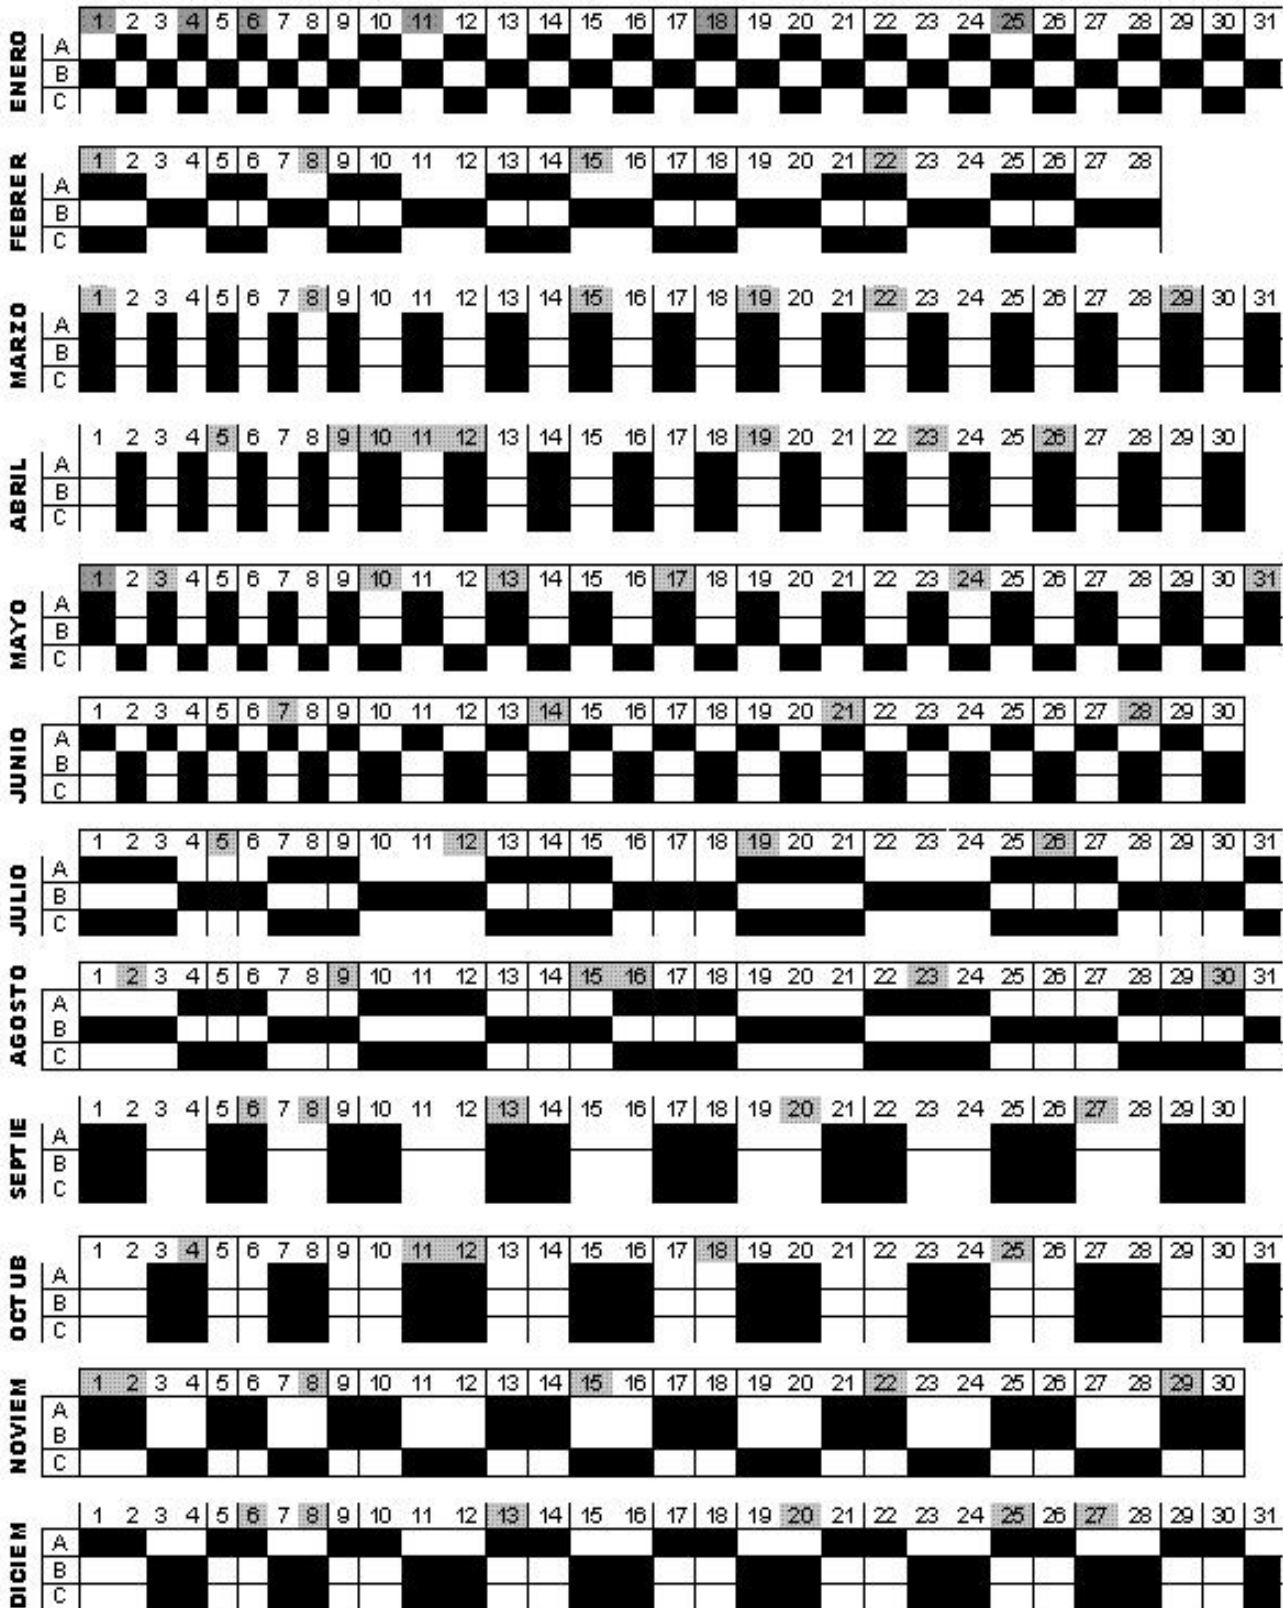 1 2 3 4 5 6 7 8 9 10 11 12 13 14 15 16 17 18 19 20 21 22 23 24 25 26 27 28 29 30 31
ENERO
A
B
C
1 2 3 4 5 6 7 8 9 10 11 12 13 14 15 16 17 18 19 20 21 22 23 24 25 26 27 28
FEBRER
A
B
C
1 2 3 4 5 6 7 8 9 10 11 12 13 14 15 16 17 18 19 20 21 22 23 24 25 26 27 28 29 30 31
MARZO
A
B
C
1 2 3 4 5 6 7 8 9 10 11 12 13 14 15 16 17 18 19 20 21 22 23 24 25 26 27 28 29 30
ABRIL
A
B
C
1 2 3 4 5 6 7 8 9 10 11 12 13 14 15 16 17 18 19 20 21 22 23 24 25 26 27 28 29 30 31
MAYO
A
B
C
1 2 3 4 5 6 7 8 9 10 11 12 13 14 15 16 17 18 19 20 21 22 23 24 25 26 27 28 29 30
JUNIO
A
B
C
1 2 3 4 5 6 7 8 9 10 11 12 13 14 15 16 17 18 19 20 21 22 23 24 25 26 27 28 29 30 31
JULIO
A
B
C
1 2 3 4 5 6 7 8 9 10 11 12 13 14 15 16 17 18 19 20 21 22 23 24 25 26 27 28 29 30 31
AGOSTO
A
B
C
1 2 3 4 5 6 7 8 9 10 11 12 13 14 15 16 17 18 19 20 21 22 23 24 25 26 27 28 29 30
SEPTIE
A
B
C
1 2 3 4 5 6 7 8 9 10 11 12 13 14 15 16 17 18 19 20 21 22 23 24 25 26 27 28 29 30 31
OCTUB
A
B
C
1 2 3 4 5 6 7 8 9 10 11 12 13 14 15 16 17 18 19 20 21 22 23 24 25 26 27 28 29 30
NOVIEM
A
B
C
1 2 3 4 5 6 7 8 9 10 11 12 13 14 15 16 17 18 19 20 21 22 23 24 25 26 27 28 29 30 31
DICIEM
A
B
C